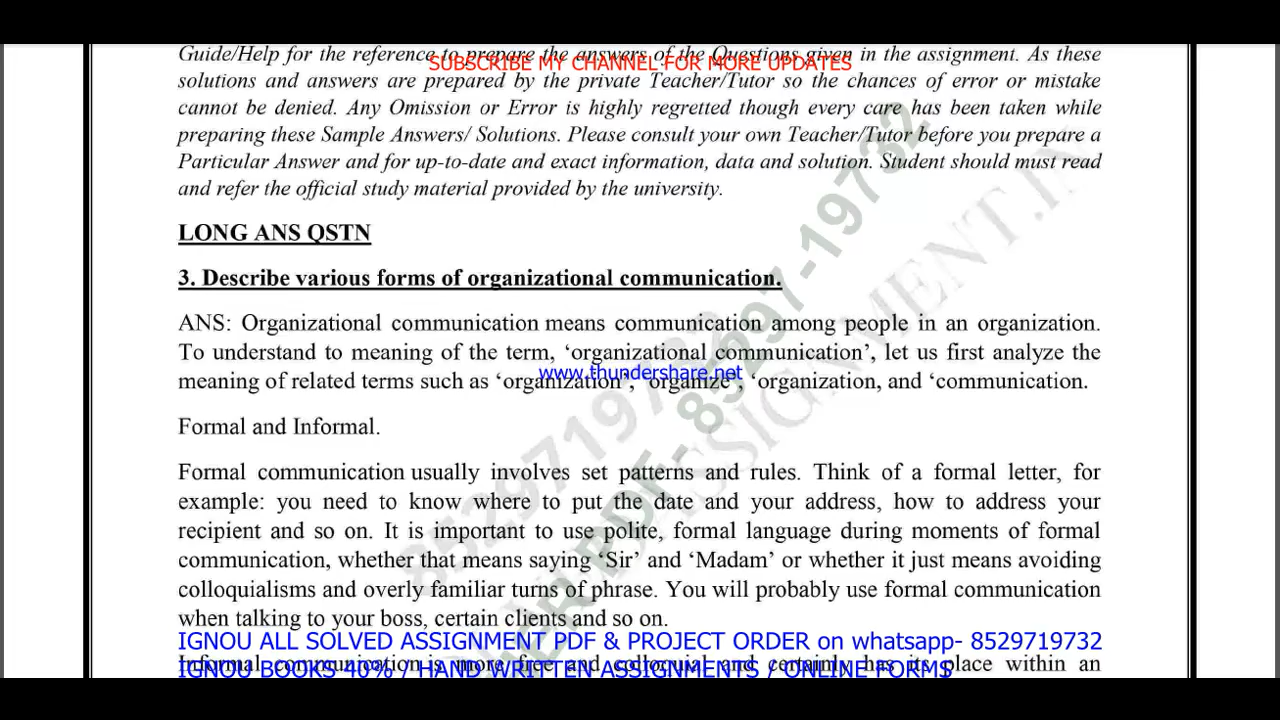 Guide/Help for the reference to prepare the answers of the Questions given in the assignment. As these
SUBSCRIBE MY CHANNEL FOR MORE UPDATES
solutions and answers are prepared by the private Teacher/Tutor so the chances of error or mistake
cannot be denied. Any Omission or Error is highly regretted though every care has been taken while
preparing these Sample Answers/ Solutions. Please consult your own Teacher/Tutor before you prepare a
Particular Answer and for up-to-date and exact information, data and solution. Student should must read
and refer the official study material provided by the university.
LONG ANS QSTN
3. Describe various forms of organizational communication.
ANS: Organizational communication means communication among people in an organization.
To understand to meaning of the term, ‘organizational communication’, let us first analyze the
www.thundershare.net
meaning of related terms such as ‘organization’, ‘organize’, ‘organization, and ‘communication.
Formal and Informal.
Formal communication usually involves set patterns and rules. Think of a formal letter, for
example: you need to know where to put the date and your address, how to address your
recipient and so on. It is important to use polite, formal language during moments of formal
communication, whether that means saying ‘Sir’ and ‘Madam’ or whether it just means avoiding
colloquialisms and overly familiar turns of phrase. You will probably use formal communication
when talking to your boss, certain clients and so on.
IGNOU ALL SOLVED ASSIGNMENT PDF & PROJECT ORDER on whatsapp- 8529719732
Informal communication is more free and colloquial and certainly has its place within an
IGNOU BOOKS 40% / HAND WRITTEN ASSIGNMENTS / ONLINE FORMS
8529719732
PDF- 85297-19732
ASSIGNMENT.IN